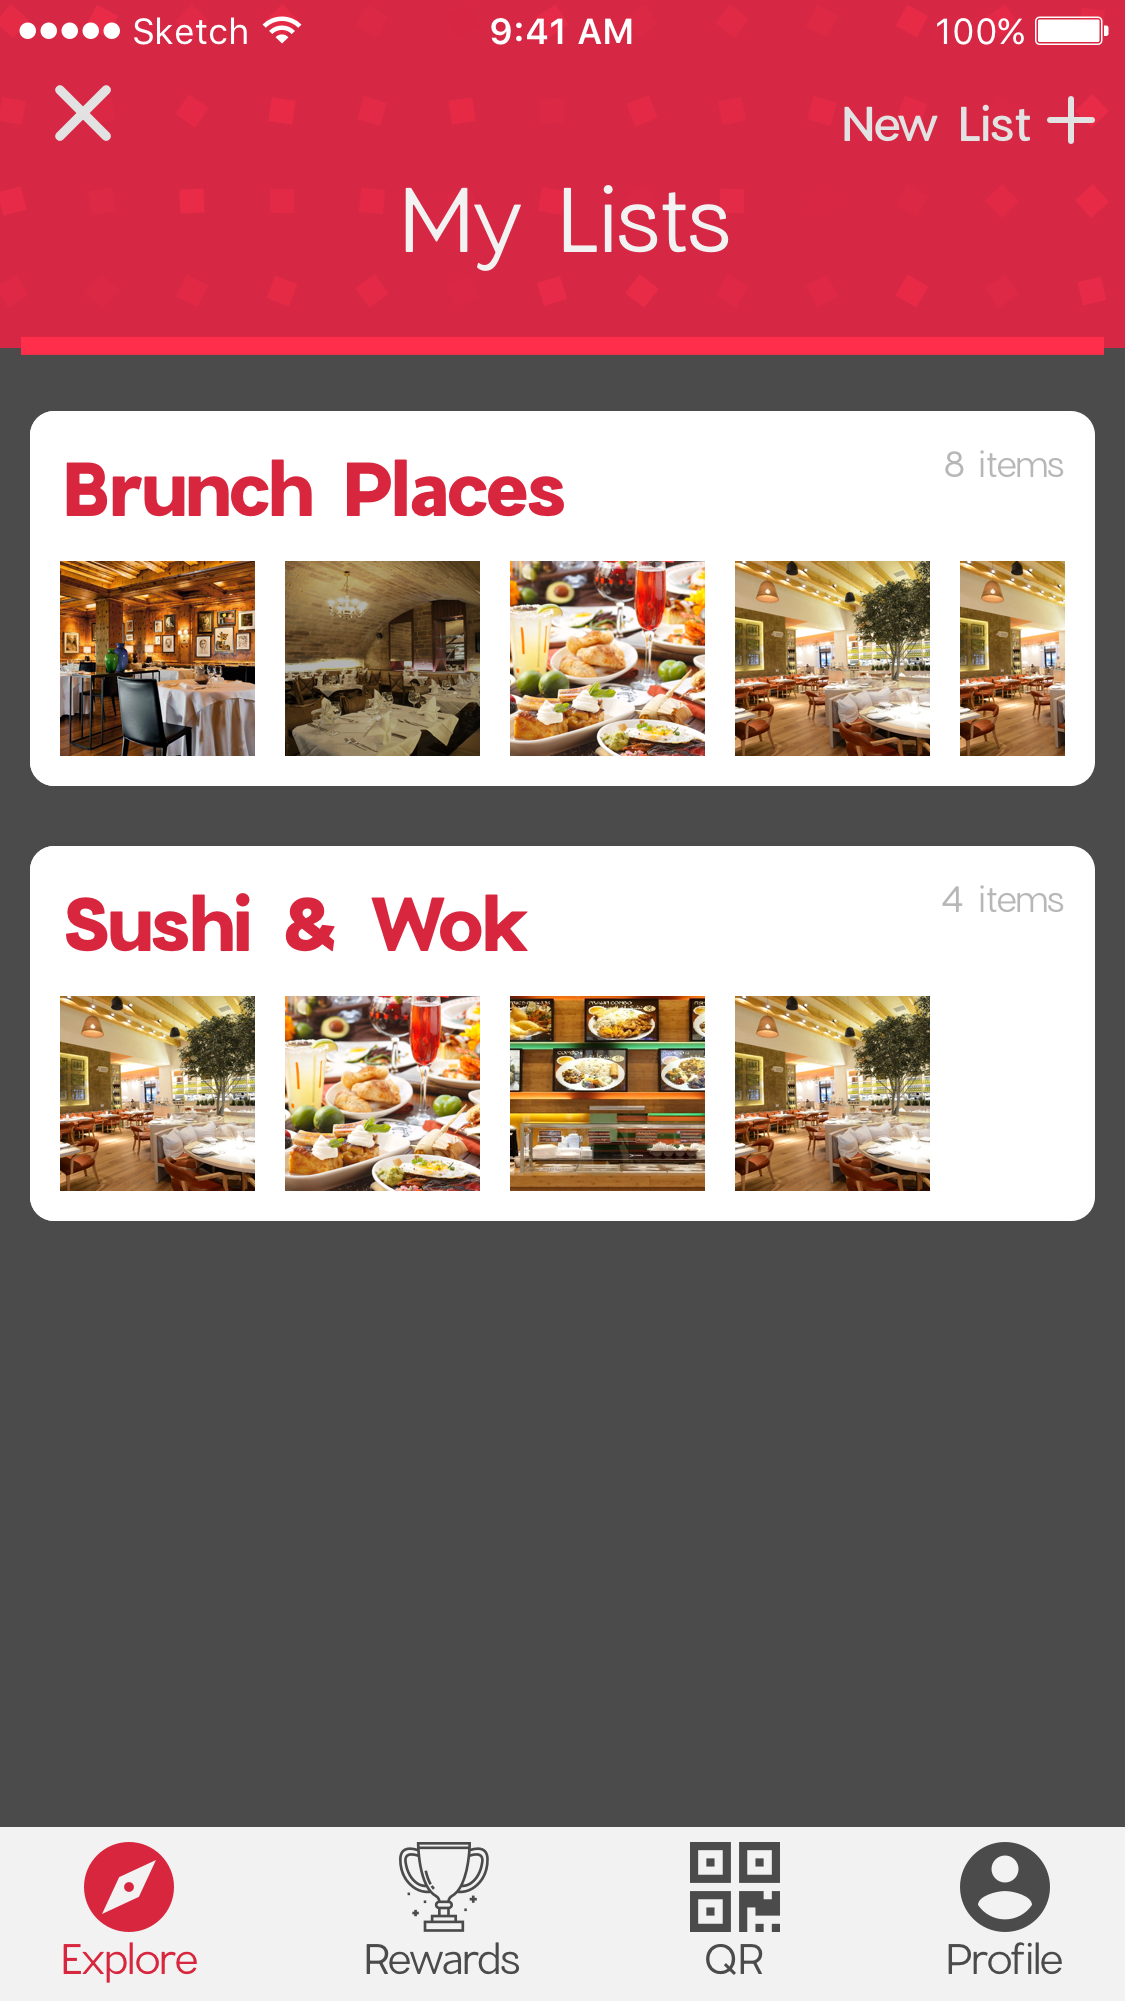 Sketch 9:41 AM 100%
New List
My Lists
Brunch Places
8 items
Sushi & Wok
4 items
Explore Rewards QR Profile